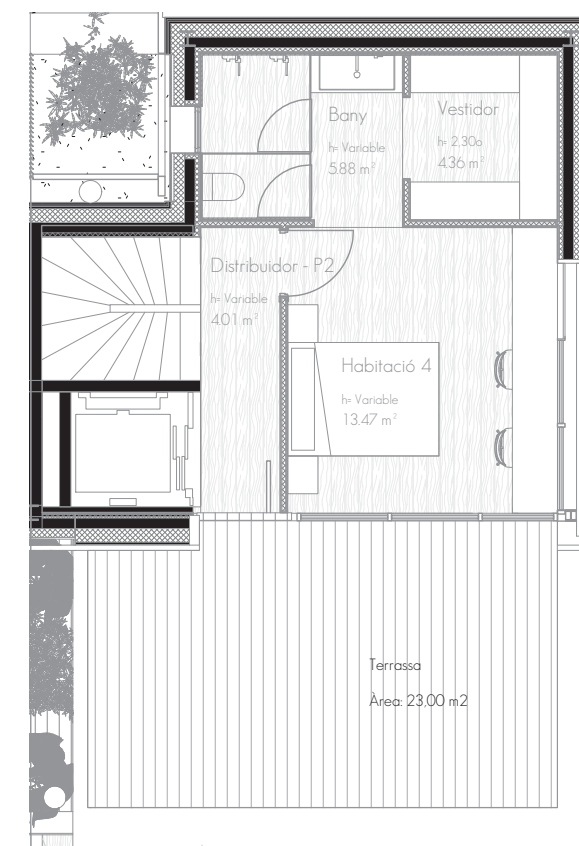 Bany
h= Variable
5.88 m²
Vestidor
h= 2,30o
4.36 m²
Distribuidor - P2
h= Variable
4.01 m²
Habitació 4
h= Variable
13.47 m²
Terrassa
Àrea: 23,00 m2